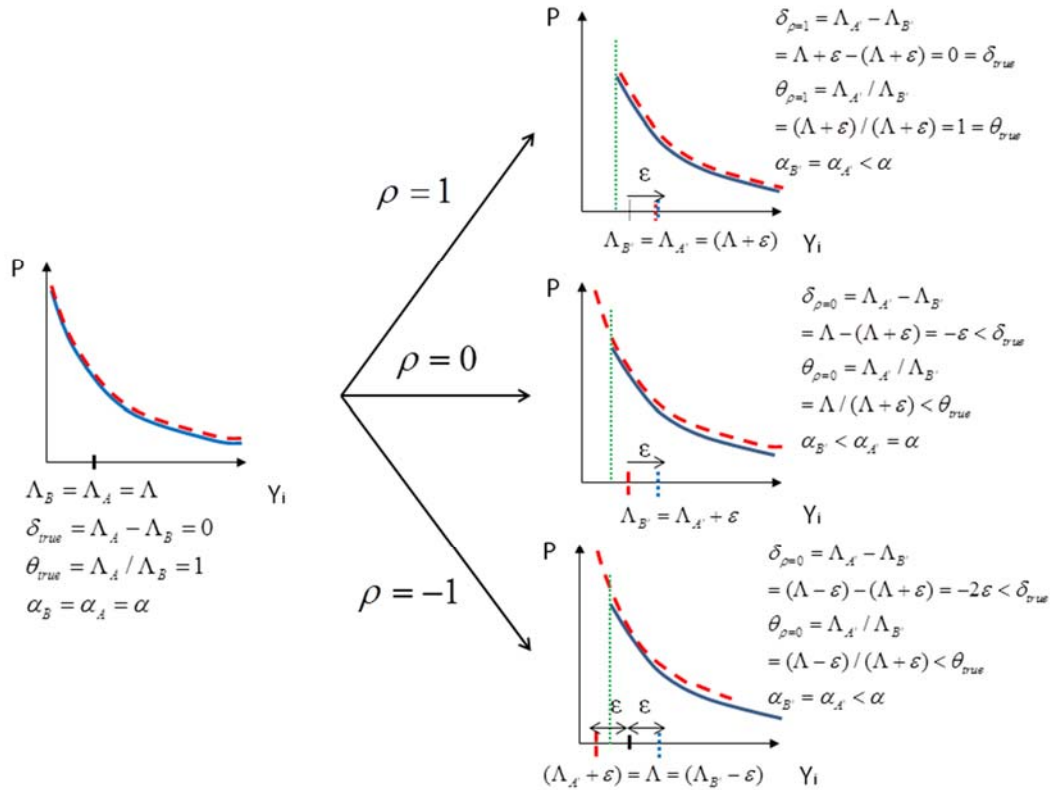 P
Yᵢ
Λ_B = Λ_A = Λ
δ_true = Λ_A − Λ_B = 0
θ_true = Λ_A / Λ_B = 1
α_B = α_A = α
ρ = 1
ρ = 0
ρ = −1
P
ε
Λ_B' = Λ_A' = (Λ + ε)
Yᵢ
δ_ρ=1 = Λ_A' − Λ_B'
= Λ + ε − (Λ + ε) = 0 = δ_true
θ_ρ=1 = Λ_A' / Λ_B'
= (Λ + ε) / (Λ + ε) = 1 = θ_true
α_B' = α_A' < α
P
ε
Λ_B' = Λ_A' + ε
Yᵢ
δ_ρ=0 = Λ_A' − Λ_B'
= Λ − (Λ + ε) = −ε < δ_true
θ_ρ=0 = Λ_A' / Λ_B'
= Λ / (Λ + ε) < θ_true
α_B' < α_A' = α
P
ε ε
(Λ_A' + ε) = Λ = (Λ_B' − ε)
Yᵢ
δ_ρ=0 = Λ_A' − Λ_B'
= (Λ − ε) − (Λ + ε) = −2ε < δ_true
θ_ρ=0 = Λ_A' / Λ_B'
= (Λ − ε) / (Λ + ε) < θ_true
α_B' = α_A' < α